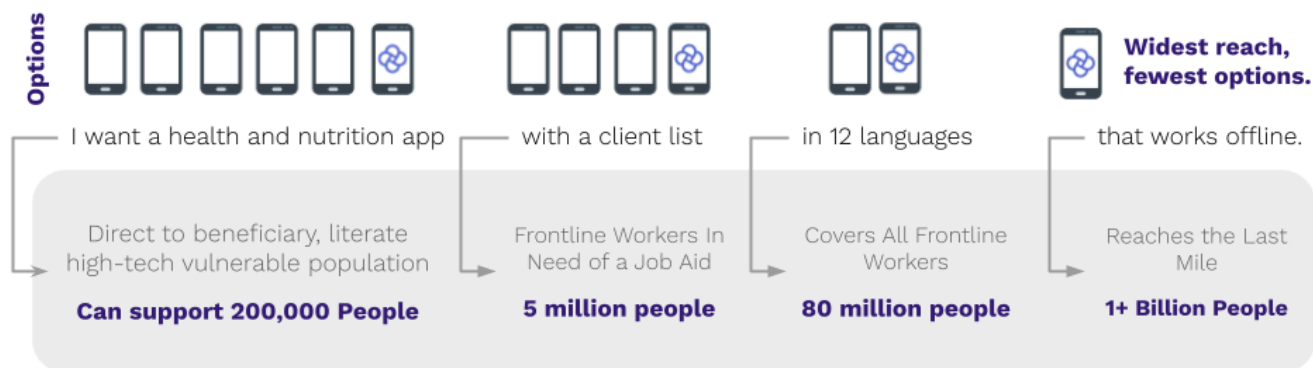 Options
Widest reach,
fewest options.
I want a health and nutrition app
with a client list
in 12 languages
that works offline.
Direct to beneficiary, literate
high-tech vulnerable population
Can support 200,000 People
Frontline Workers In
Need of a Job Aid
5 million people
Covers All Frontline
Workers
80 million people
Reaches the Last
Mile
1+ Billion People